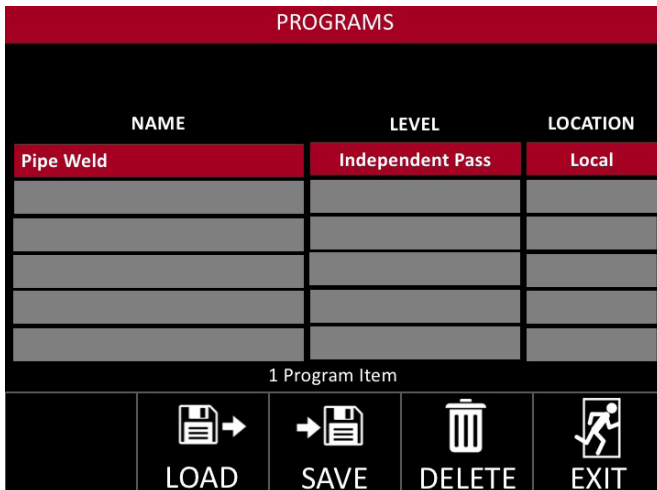 PROGRAMS
NAME LEVEL LOCATION
Pipe Weld Independent Pass Local
1 Program Item
LOAD SAVE DELETE EXIT